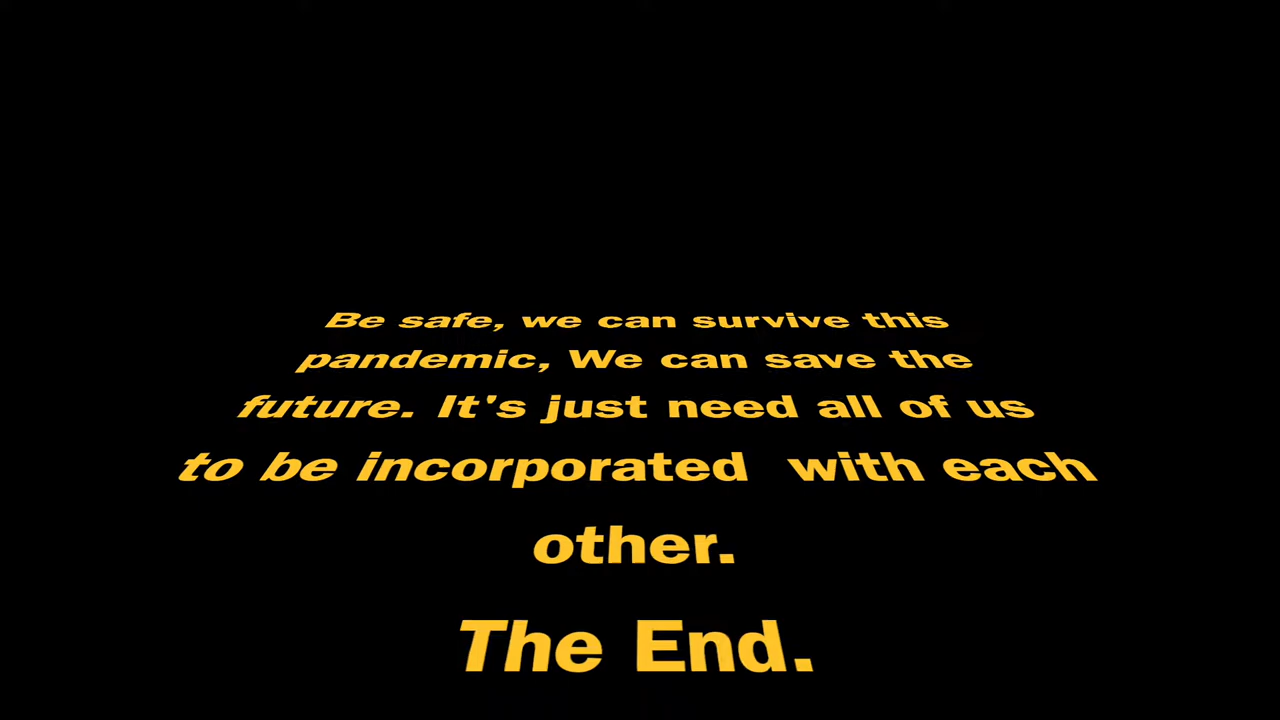 Be safe, we can survive this
pandemic, We can save the
future. It's just need all of us
to be incorporated  with each
other.
The End.